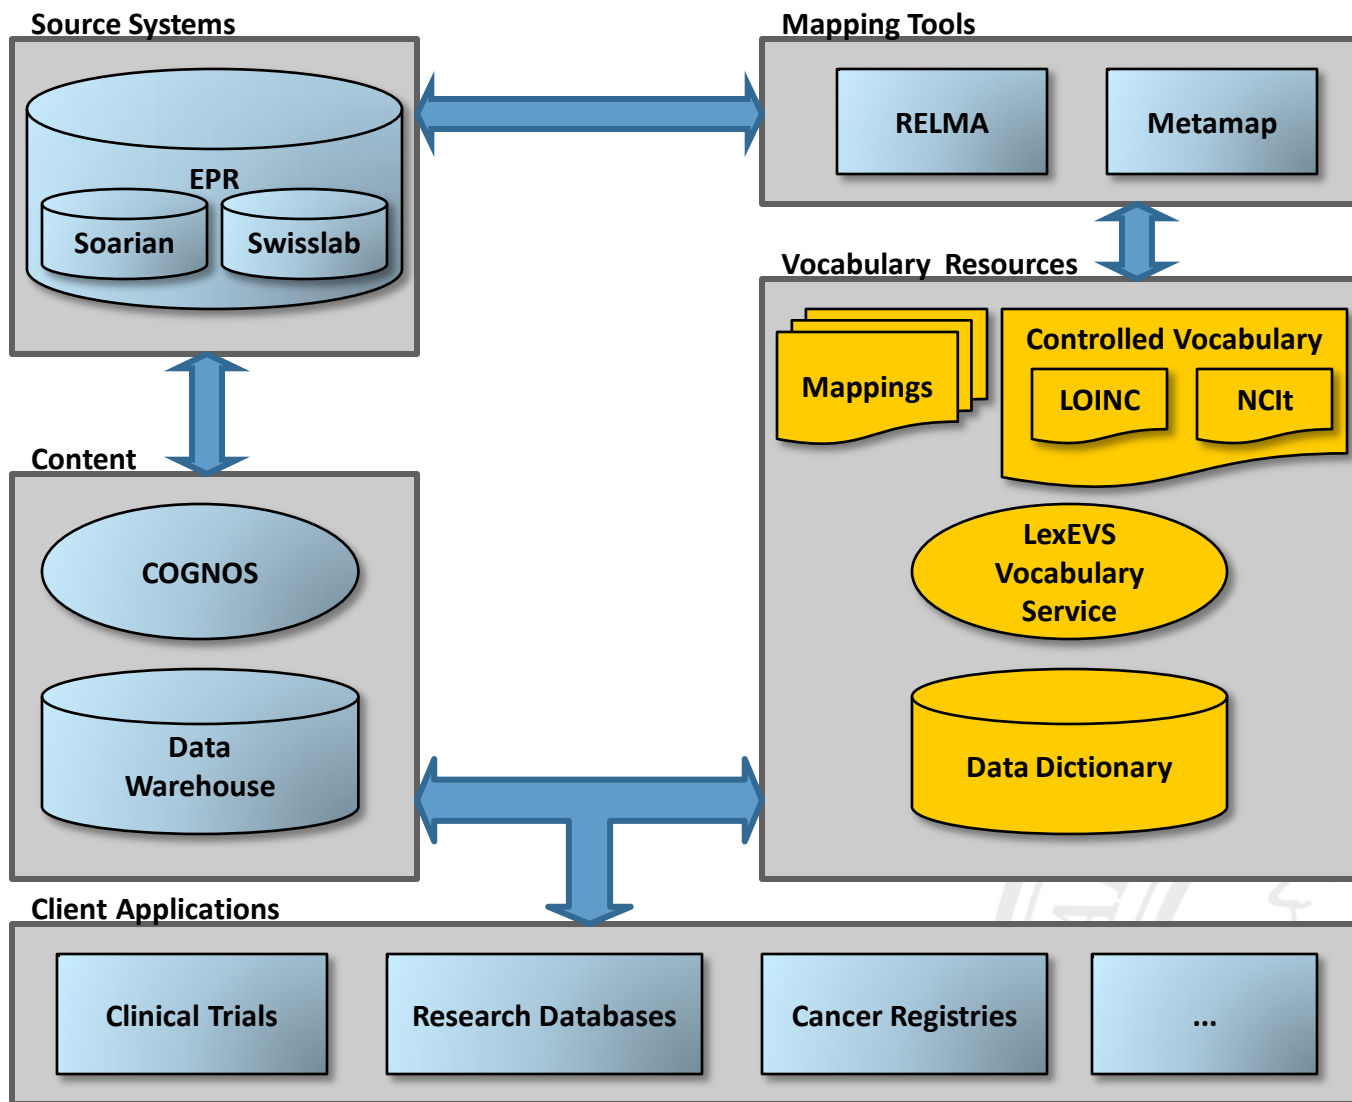 Source Systems
EPR
Soarian
Swisslab
Mapping Tools
RELMA
Metamap
Vocabulary Resources
Mappings
Controlled Vocabulary
LOINC
NCIt
LexEVS
Vocabulary
Service
Data Dictionary
Content
COGNOS
Data
Warehouse
Client Applications
Clinical Trials
Research Databases
Cancer Registries
...